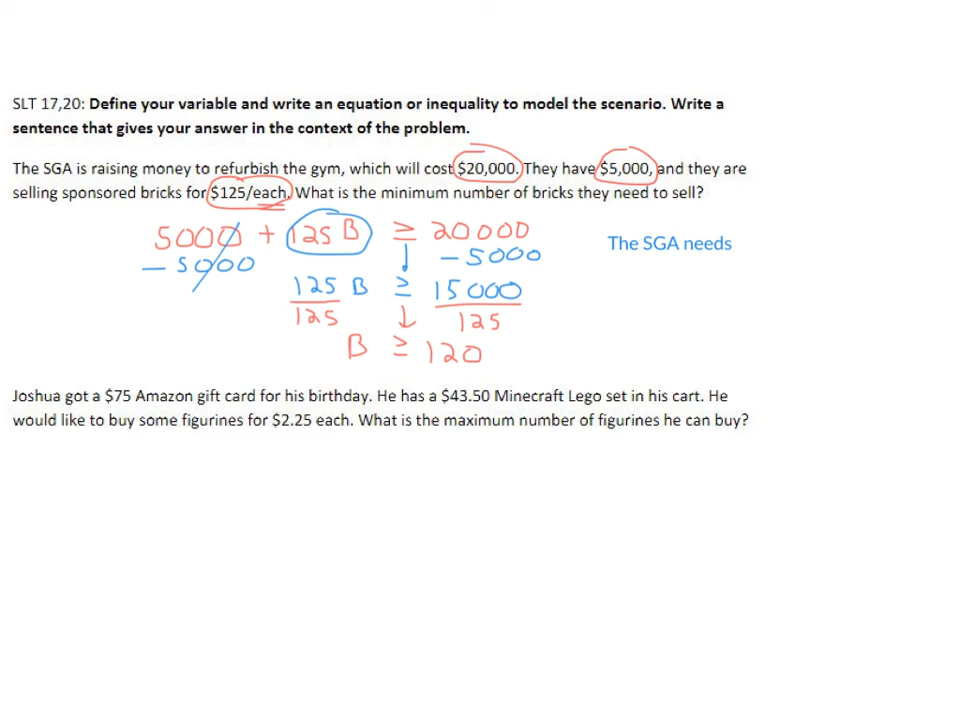 SLT 17,20: Define your variable and write an equation or inequality to model the scenario. Write a
sentence that gives your answer in the context of the problem.
The SGA is raising money to refurbish the gym, which will cost $20,000. They have $5,000, and they are
selling sponsored bricks for $125/each. What is the minimum number of bricks they need to sell?
5000 + 125 B ≥ 20000
The SGA needs
- 5000 - 5000
125 B ≥ 15000
125 125
B ≥ 120
Joshua got a $75 Amazon gift card for his birthday. He has a $43.50 Minecraft Lego set in his cart. He
would like to buy some figurines for $2.25 each. What is the maximum number of figurines he can buy?